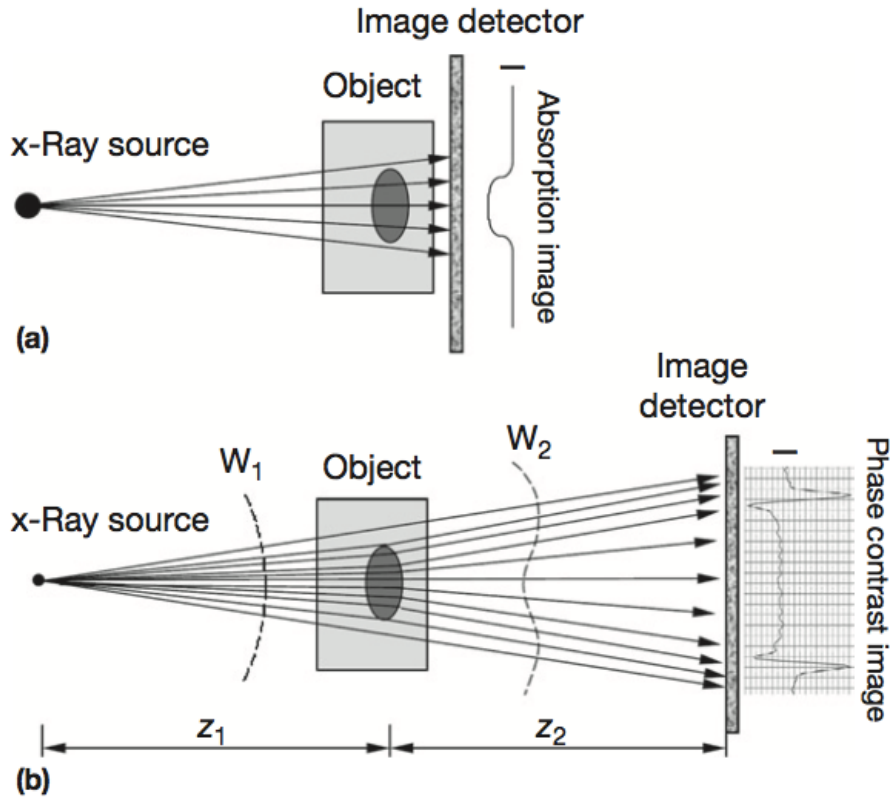 Image detector
Object
x-Ray source
I
Absorption image
(a)
Image
detector
W1
Object
W2
I
x-Ray source
Phase contrast image
z1
z2
(b)